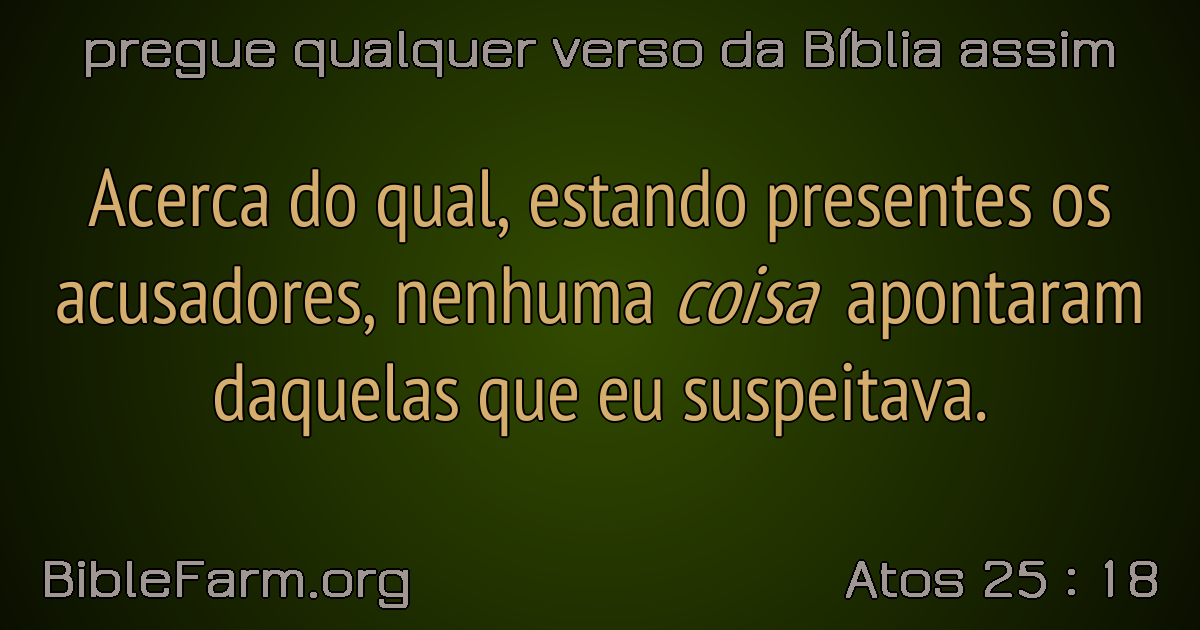 pregue qualquer verso da Bíblia assim
Acerca do qual, estando presentes os
acusadores, nenhuma coisa apontaram
daquelas que eu suspeitava.
BibleFarm.org
Atos 25 : 18